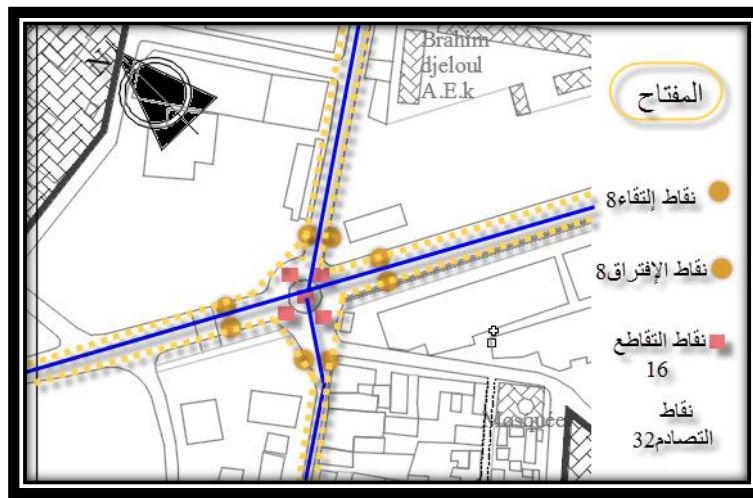 Brahim
djeloul
A.E.k
المفتاح
نقاط إلتقاء8
نقاط الإفتراق8
نقاط التقاطع
16
نقاط
التصادم32
Mosquée